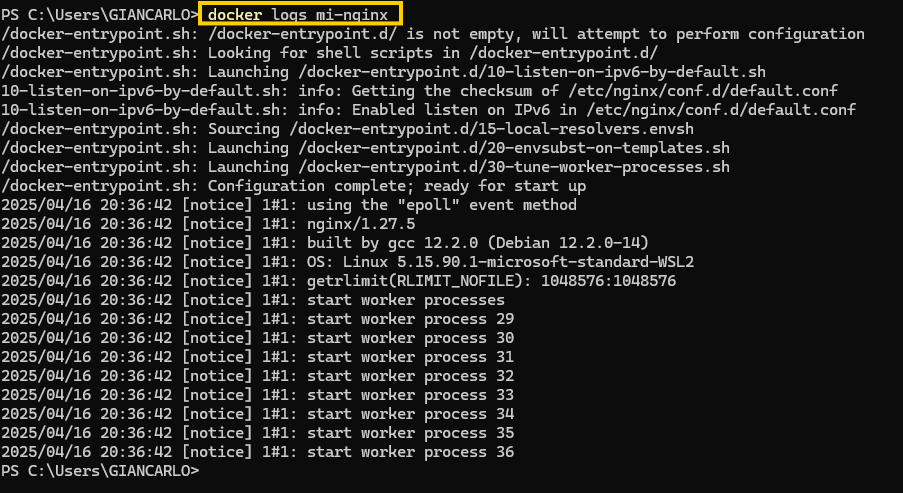 PS C:\Users\GIANCARLO> docker logs mi-nginx
/docker-entrypoint.sh: /docker-entrypoint.d/ is not empty, will attempt to perform configuration
/docker-entrypoint.sh: Looking for shell scripts in /docker-entrypoint.d/
/docker-entrypoint.sh: Launching /docker-entrypoint.d/10-listen-on-ipv6-by-default.sh
10-listen-on-ipv6-by-default.sh: info: Getting the checksum of /etc/nginx/conf.d/default.conf
10-listen-on-ipv6-by-default.sh: info: Enabled listen on IPv6 in /etc/nginx/conf.d/default.conf
/docker-entrypoint.sh: Sourcing /docker-entrypoint.d/15-local-resolvers.envsh
/docker-entrypoint.sh: Launching /docker-entrypoint.d/20-envsubst-on-templates.sh
/docker-entrypoint.sh: Launching /docker-entrypoint.d/30-tune-worker-processes.sh
/docker-entrypoint.sh: Configuration complete; ready for start up
2025/04/16 20:36:42 [notice] 1#1: using the "epoll" event method
2025/04/16 20:36:42 [notice] 1#1: nginx/1.27.5
2025/04/16 20:36:42 [notice] 1#1: built by gcc 12.2.0 (Debian 12.2.0-14)
2025/04/16 20:36:42 [notice] 1#1: OS: Linux 5.15.90.1-microsoft-standard-WSL2
2025/04/16 20:36:42 [notice] 1#1: getrlimit(RLIMIT_NOFILE): 1048576:1048576
2025/04/16 20:36:42 [notice] 1#1: start worker processes
2025/04/16 20:36:42 [notice] 1#1: start worker process 29
2025/04/16 20:36:42 [notice] 1#1: start worker process 30
2025/04/16 20:36:42 [notice] 1#1: start worker process 31
2025/04/16 20:36:42 [notice] 1#1: start worker process 32
2025/04/16 20:36:42 [notice] 1#1: start worker process 33
2025/04/16 20:36:42 [notice] 1#1: start worker process 34
2025/04/16 20:36:42 [notice] 1#1: start worker process 35
2025/04/16 20:36:42 [notice] 1#1: start worker process 36
PS C:\Users\GIANCARLO>